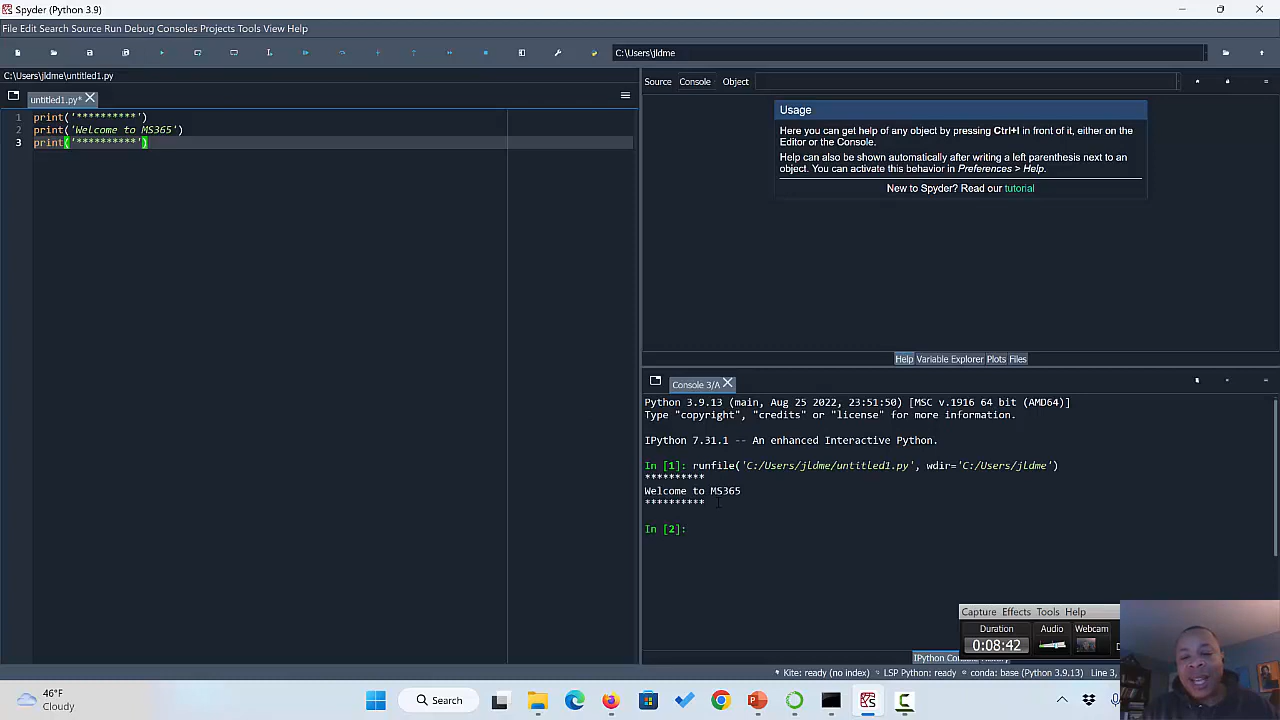 Spyder (Python 3.9)
File Edit Search Source Run Debug Consoles Projects Tools View Help
C:\Users\jldme
C:\Users\jldme\untitled1.py
untitled1.py*
1 print('**********')
2 print('Welcome to MS365')
3 print('**********')
Source Console Object
Usage
Here you can get help of any object by pressing Ctrl+I in front of it, either on the
Editor or the Console.
Help can also be shown automatically after writing a left parenthesis next to an
object. You can activate this behavior in Preferences > Help.
New to Spyder? Read our tutorial
Help Variable Explorer Plots Files
Console 3/A
Python 3.9.13 (main, Aug 25 2022, 23:51:50) [MSC v.1916 64 bit (AMD64)]
Type "copyright", "credits" or "license" for more information.
IPython 7.31.1 -- An enhanced Interactive Python.
In [1]: runfile('C:/Users/jldme/untitled1.py', wdir='C:/Users/jldme')
**********
Welcome to MS365
**********
In [2]:
Capture Effects Tools Help
Duration Audio Webcam
0:08:42
IPython
Kite: ready (no index) LSP Python: ready conda: base (Python 3.9.13) Line 3,
46°F
Cloudy
Search